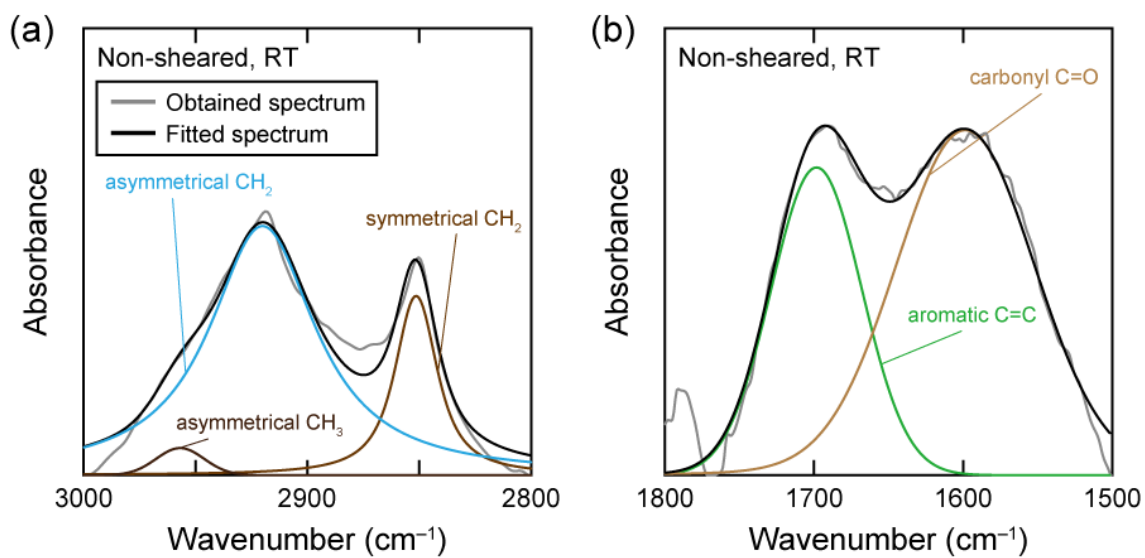 (a)
Non-sheared, RT
Obtained spectrum
Fitted spectrum
asymmetrical CH₂
symmetrical CH₂
asymmetrical CH₃
Absorbance
3000
2900
2800
Wavenumber (cm⁻¹)
(b)
Non-sheared, RT
carbonyl C=O
aromatic C=C
Absorbance
1800
1700
1600
1500
Wavenumber (cm⁻¹)